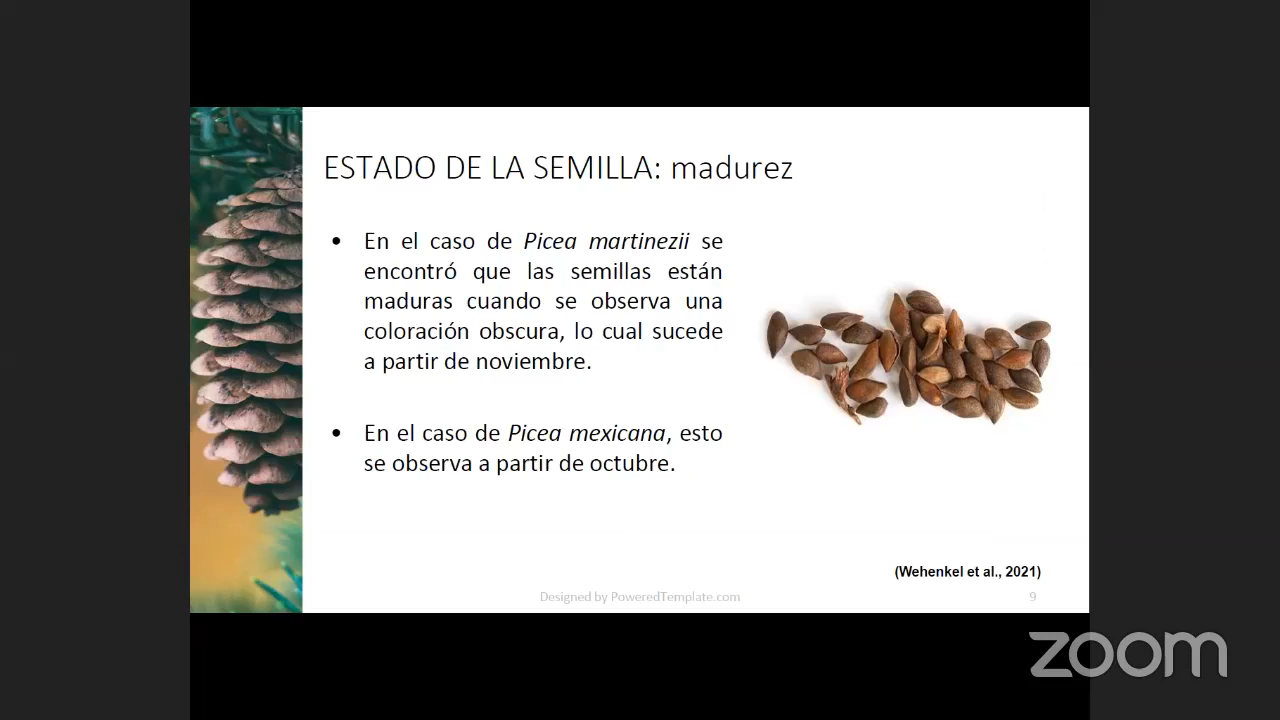 ESTADO DE LA SEMILLA: madurez
• En el caso de Picea martinezii se
encontró que las semillas están
maduras cuando se observa una
coloración obscura, lo cual sucede
a partir de noviembre.
• En el caso de Picea mexicana, esto
se observa a partir de octubre.
(Wehenkel et al., 2021)
Designed by PoweredTemplate.com
9
zoom